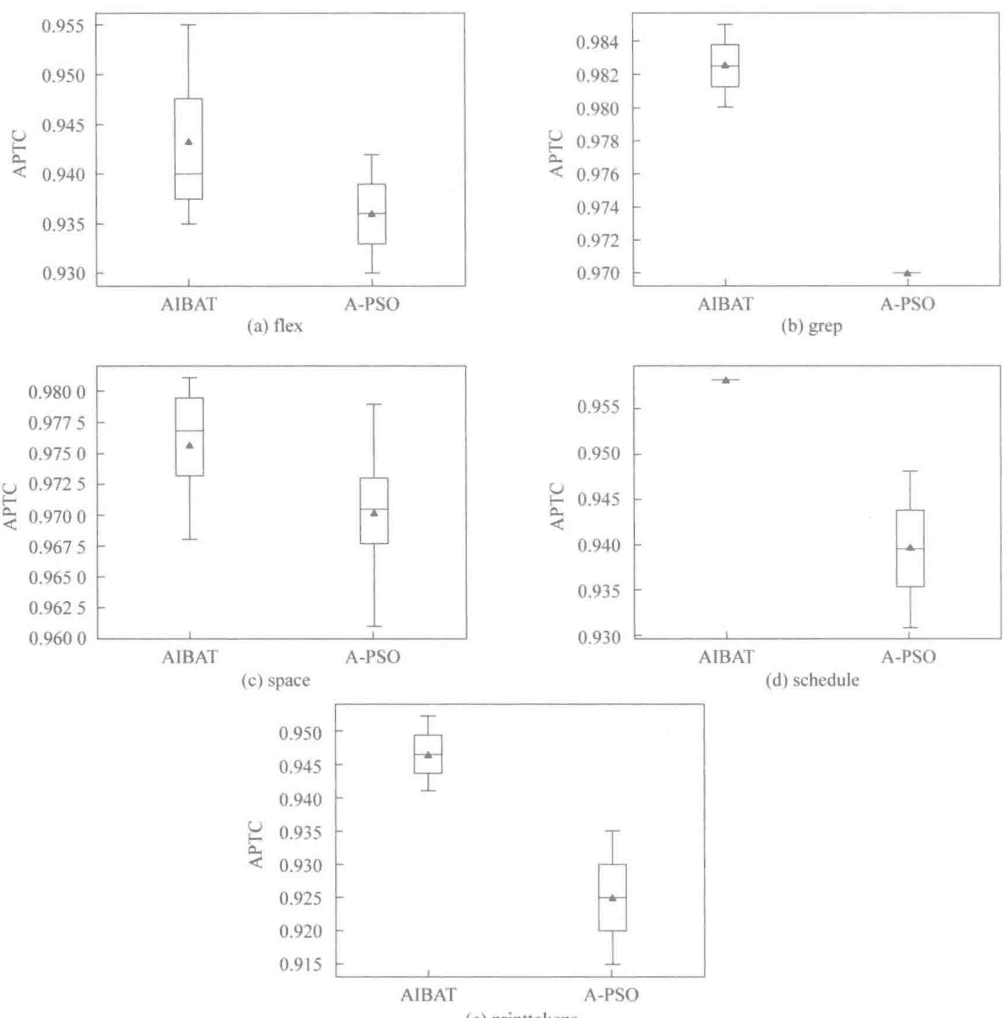 0.955
0.950
0.945
0.940
0.935
0.930
APTC
AIBAT A-PSO
(a) flex
0.984
0.982
0.980
0.978
0.976
0.974
0.972
0.970
APTC
AIBAT A-PSO
(b) grep
0.980 0
0.977 5
0.975 0
0.972 5
0.970 0
0.967 5
0.965 0
0.962 5
0.960 0
APTC
AIBAT A-PSO
(c) space
0.955
0.950
0.945
0.940
0.935
0.930
APTC
AIBAT A-PSO
(d) schedule
0.950
0.945
0.940
0.935
0.930
0.925
0.920
0.915
APTC
AIBAT A-PSO